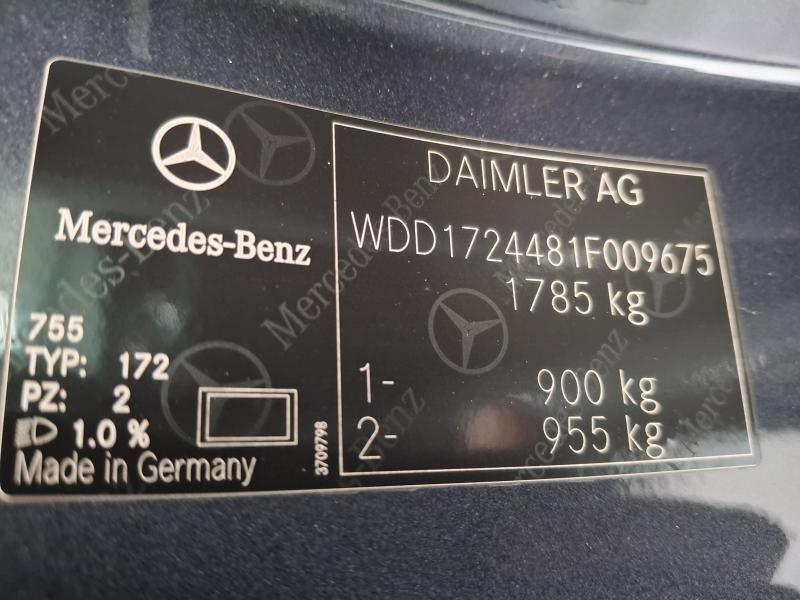 Mercedes-Benz
755
TYP: 172
PZ: 2
1.0 %
Made in Germany
3709798
DAIMLER AG
WDD1724481F009675
1785 kg
1- 900 kg
2- 955 kg